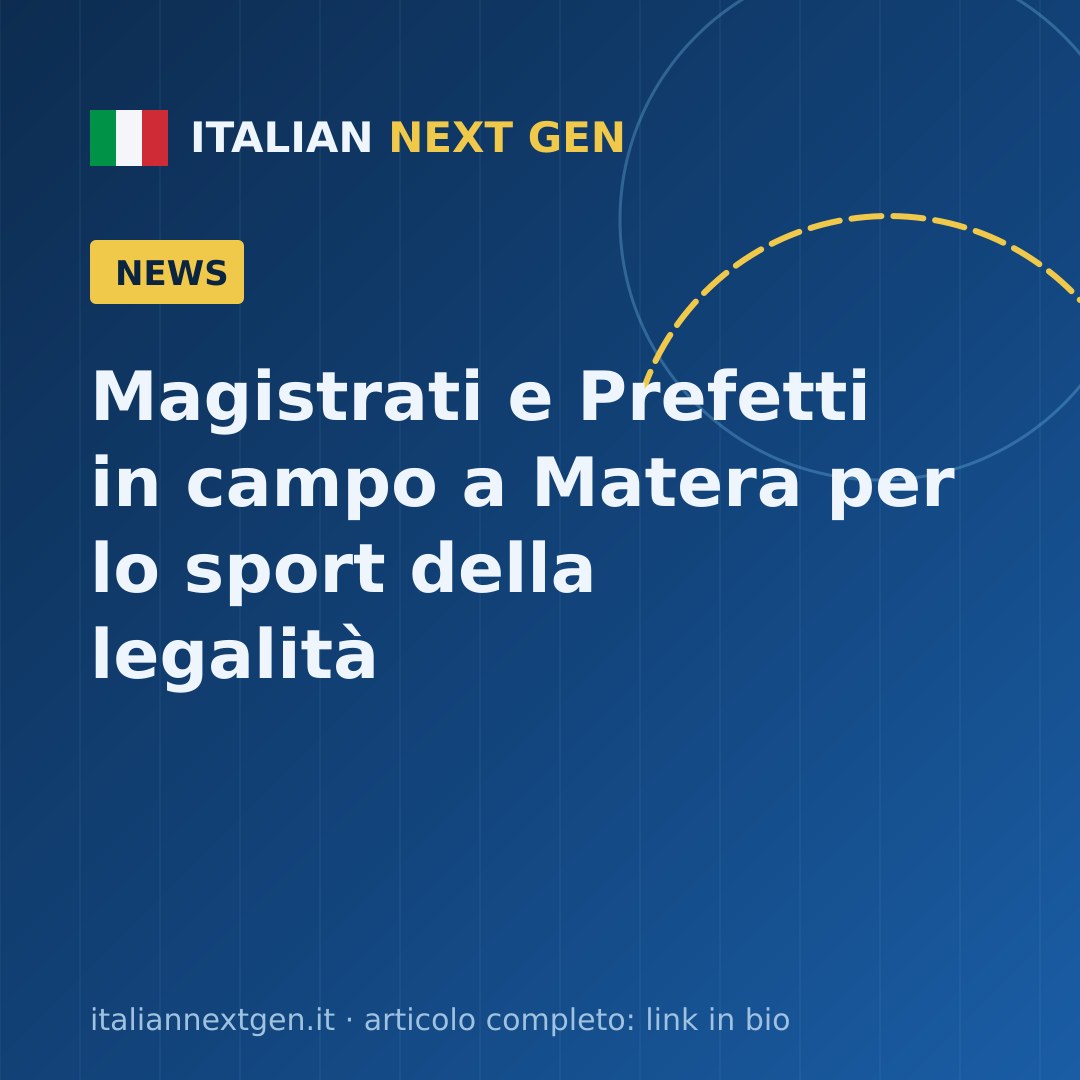 ITALIAN NEXT GEN
NEWS
Magistrati e Prefetti
in campo a Matera per
lo sport della
legalità
italiannextgen.it · articolo completo: link in bio